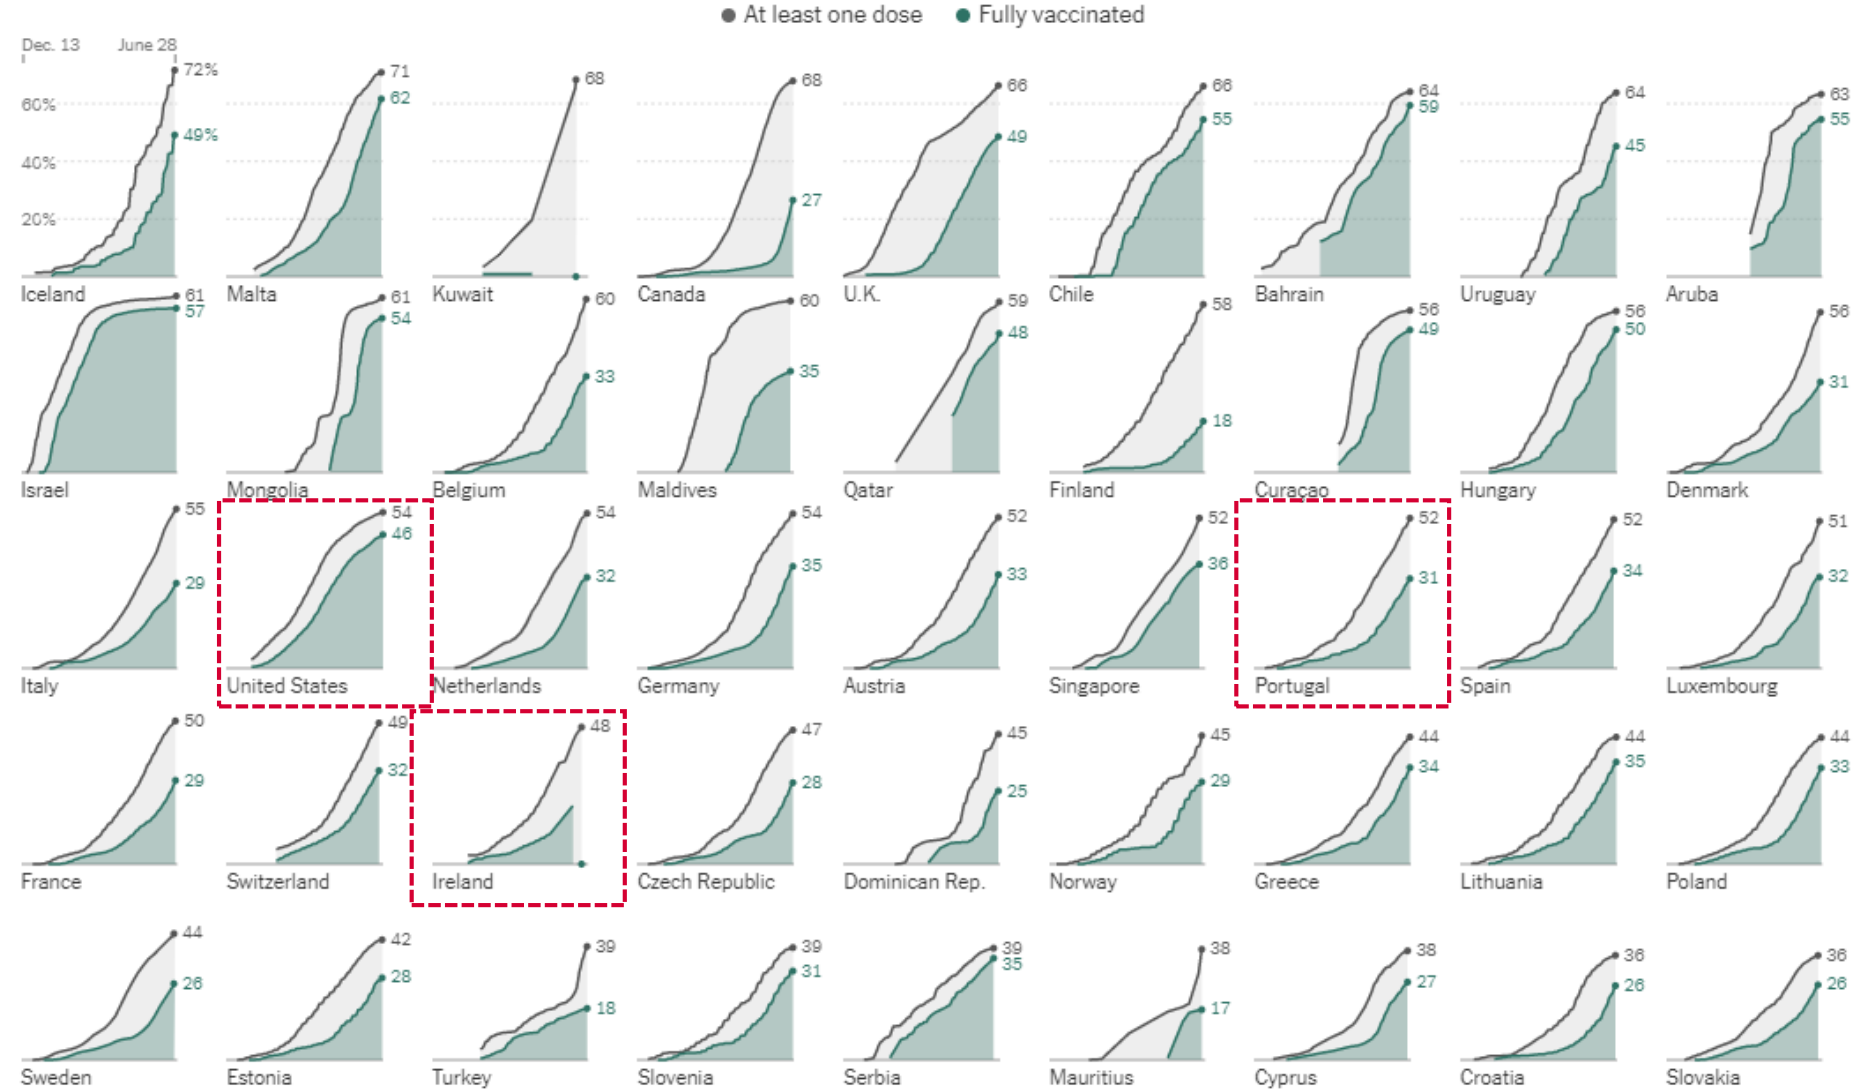 At least one dose Fully vaccinated
Dec. 13 June 28
72%
71
68
68
66
66
64
64
63
60%
49%
62
27
49
55
59
45
55
40%
20%
Iceland Malta Kuwait Canada U.K. Chile Bahrain Uruguay Aruba
61 61 60 60 59 58 56 56 56
57 54 33 35 48 18 49 50 31
Israel Mongolia Belgium Maldives Qatar Finland Curaçao Hungary Denmark
55 54 54 54 52 52 52 52 51
29 46 32 35 33 36 31 34 32
Italy United States Netherlands Germany Austria Singapore Portugal Spain Luxembourg
50 49 48 47 45 45 44 44 44
29 32 28 25 29 34 35 33
France Switzerland Ireland Czech Republic Dominican Rep. Norway Greece Lithuania Poland
44 42 39 39 39 38 38 36 36
26 28 18 31 35 17 27 26 26
Sweden Estonia Turkey Slovenia Serbia Mauritius Cyprus Croatia Slovakia